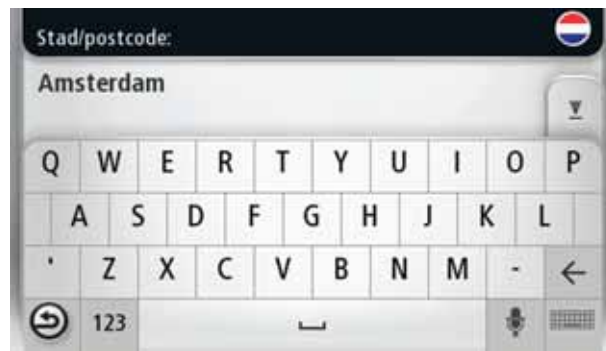 Stad/postcode:
Amsterdam
Q W E R T Y U I O P
A S D F G H J K L
' Z X C V B N M -
123